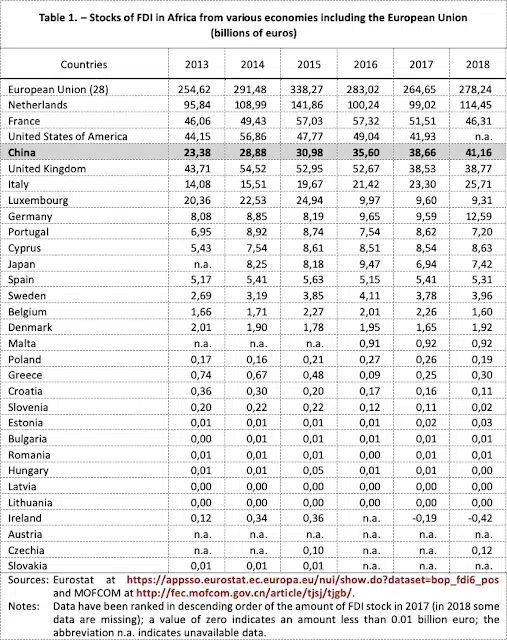 Table 1. – Stocks of FDI in Africa from various economies including the European Union
(billions of euros)
Countries 2013 2014 2015 2016 2017 2018
European Union (28) 254,62 291,48 338,27 283,02 264,65 278,24
Netherlands 95,84 108,99 141,86 100,24 99,02 114,45
France 46,06 49,43 57,03 57,32 51,51 46,31
United States of America 44,15 56,86 47,77 49,04 41,93 n.a.
China 23,38 28,88 30,98 35,60 38,66 41,16
United Kingdom 43,71 54,52 52,95 52,67 38,53 38,77
Italy 14,08 15,51 19,67 21,42 23,30 25,71
Luxembourg 20,36 22,53 24,94 9,97 9,60 9,31
Germany 8,08 8,85 8,19 9,65 9,59 12,59
Portugal 6,95 8,92 8,74 7,54 8,62 7,20
Cyprus 5,43 7,54 8,61 8,51 8,54 8,63
Japan n.a. 8,25 8,18 9,47 6,94 7,42
Spain 5,17 5,41 5,63 5,15 5,41 5,31
Sweden 2,69 3,19 3,85 4,11 3,78 3,96
Belgium 1,66 1,71 2,27 2,01 2,26 1,60
Denmark 2,01 1,90 1,78 1,95 1,65 1,92
Malta n.a. n.a. n.a. 0,91 0,92 0,92
Poland 0,17 0,16 0,21 0,27 0,26 0,19
Greece 0,74 0,67 0,48 0,09 0,25 0,30
Croatia 0,36 0,30 0,20 0,17 0,16 0,11
Slovenia 0,20 0,22 0,22 0,12 0,11 0,02
Estonia 0,01 0,01 0,01 0,01 0,02 0,03
Bulgaria 0,00 0,01 0,01 0,01 0,01 0,01
Romania 0,01 0,01 0,01 0,00 0,01 0,01
Hungary 0,01 0,01 0,05 0,01 0,01 0,00
Latvia 0,00 0,00 0,00 0,00 0,00 0,00
Lithuania 0,00 0,00 0,00 0,00 0,00 0,00
Ireland 0,12 0,34 0,36 n.a. -0,19 -0,42
Austria n.a. n.a. n.a. n.a. n.a. n.a.
Czechia n.a. n.a. 0,10 n.a. n.a. 0,12
Slovakia 0,01 0,01 0,01 n.a. n.a. n.a.
Sources: Eurostat at https://appsso.eurostat.ec.europa.eu/nui/show.do?dataset=bop_fdi6_pos
and MOFCOM at http://fec.mofcom.gov.cn/article/tjsj/tjgb/.
Notes: Data have been ranked in descending order of the amount of FDI stock in 2017 (in 2018 some
data are missing); a value of zero indicates an amount less than 0.01 billion euro; the
abbreviation n.a. indicates unavailable data.